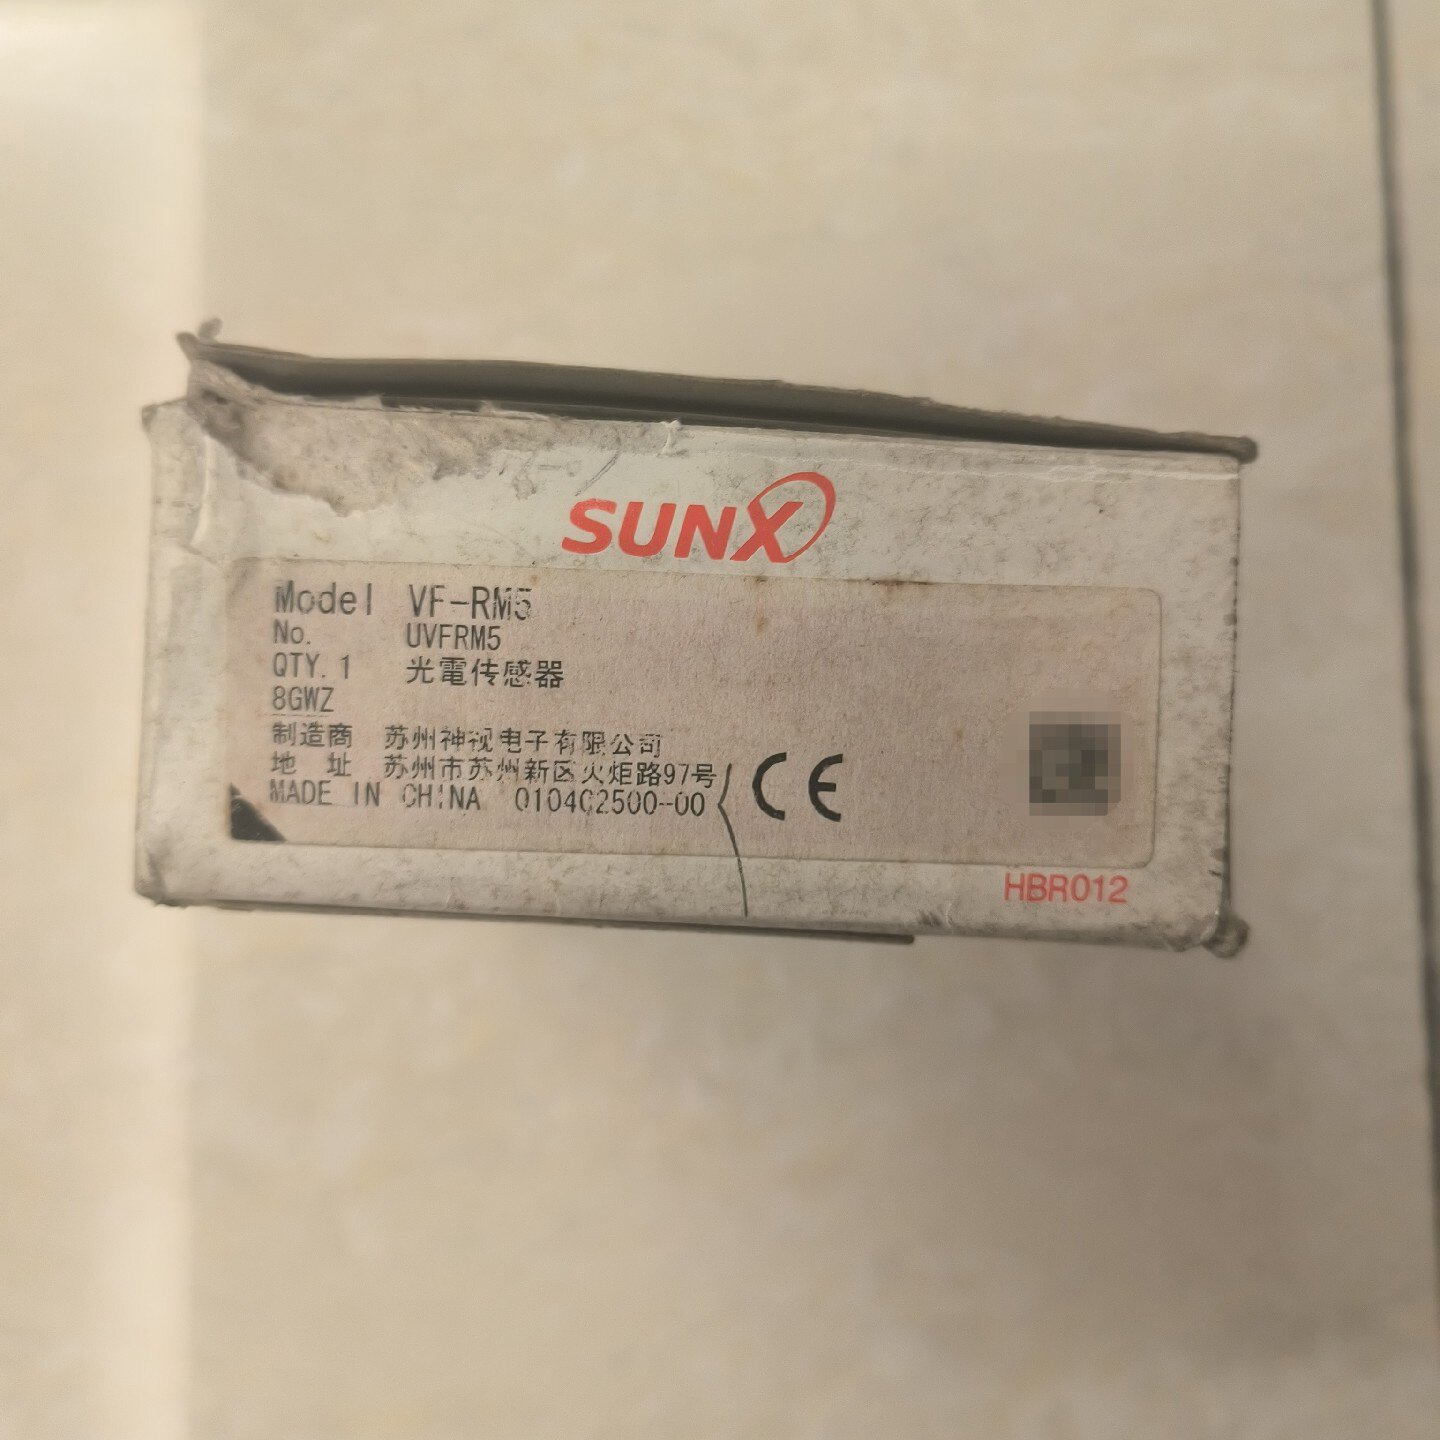 SUNX
Model VF-RM5
No. UVFRM5
QTY. 1 光電传感器
8GWZ
制造商 苏州神视电子有限公司
地 址 苏州市苏州新区火炬路97号
MADE IN CHINA 0104C2500-00
CE
HBR012